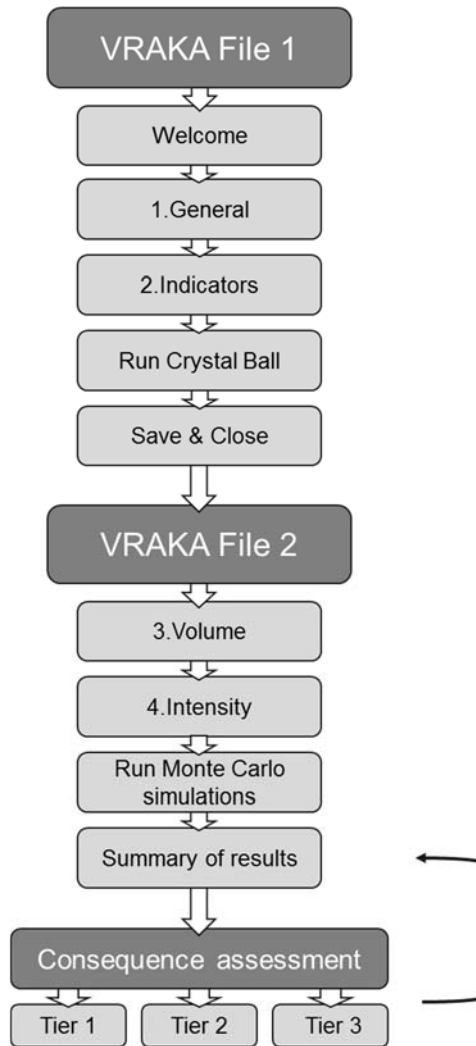 VRAKA File 1
Welcome
1.General
2.Indicators
Run Crystal Ball
Save & Close
VRAKA File 2
3.Volume
4.Intensity
Run Monte Carlo
simulations
Summary of results
Consequence assessment
Tier 1
Tier 2
Tier 3